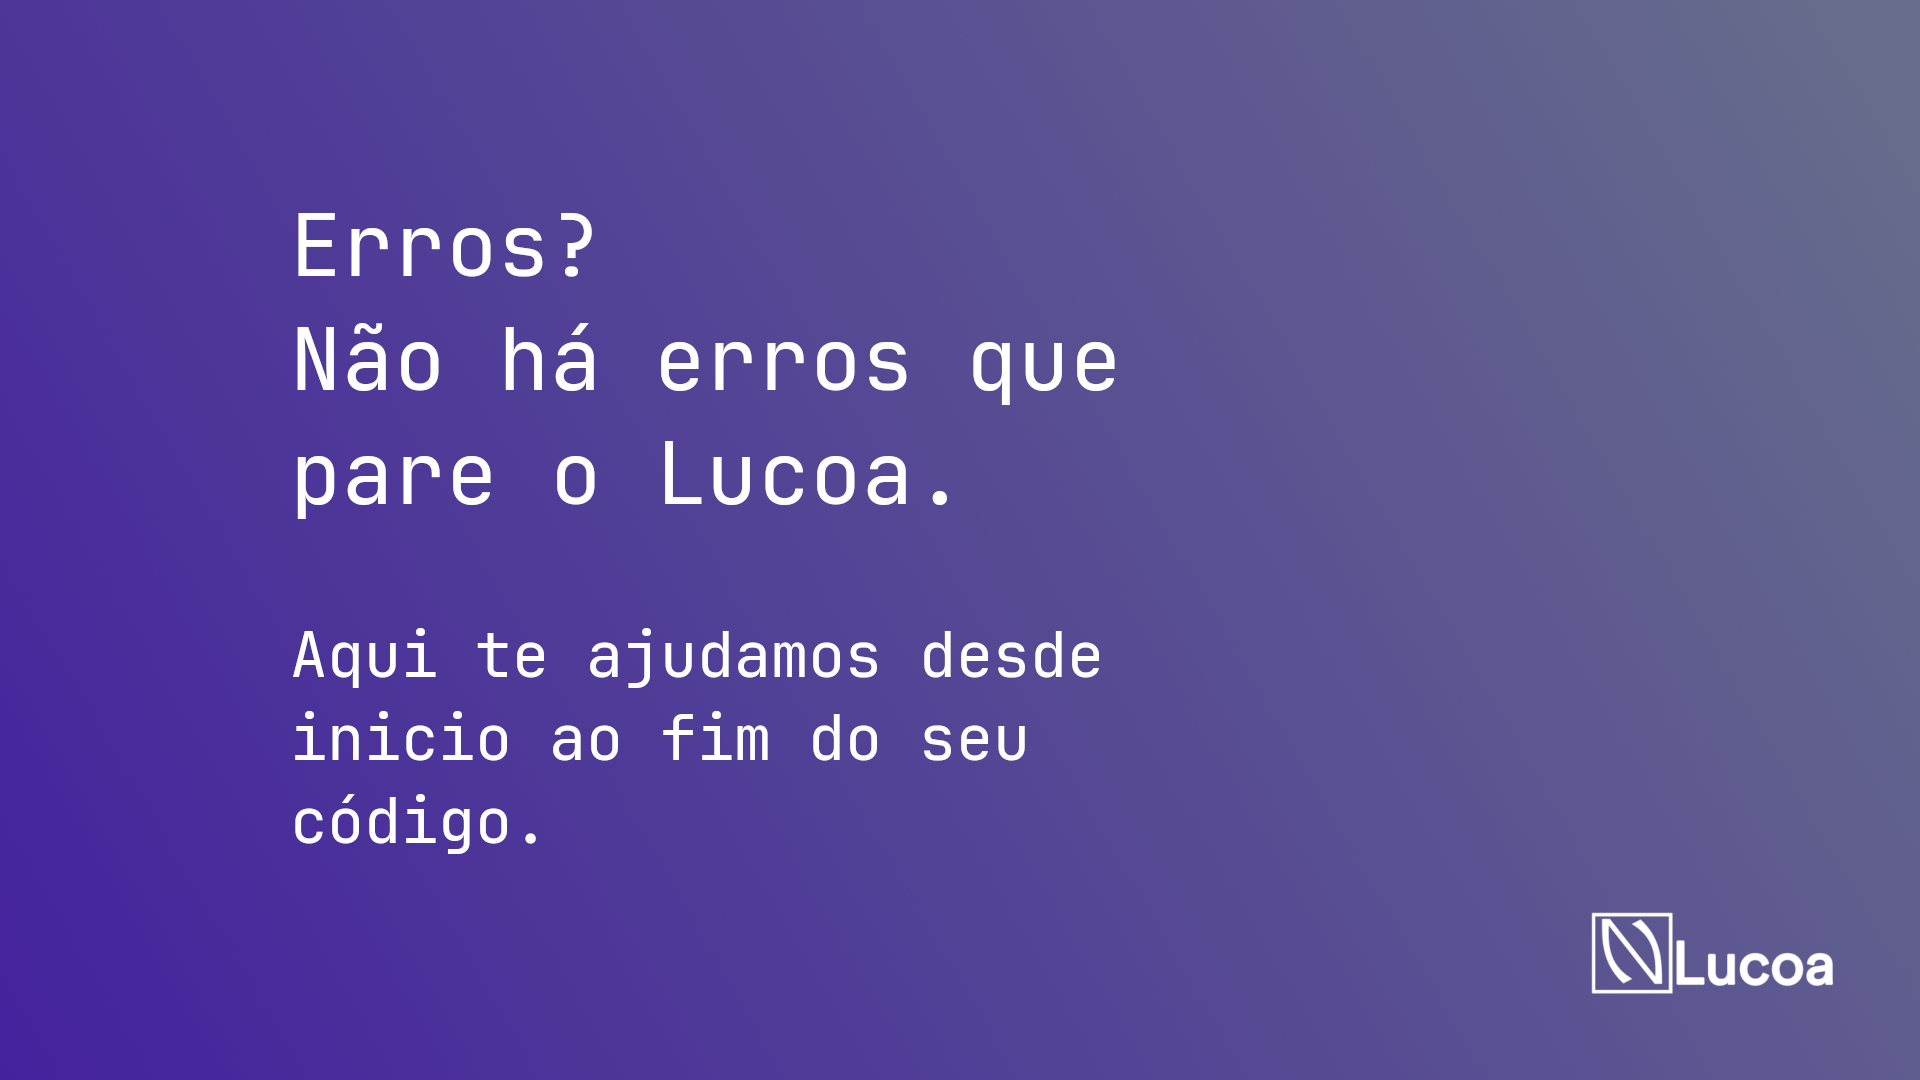 Erros?
Não há erros que
pare o Lucoa.
Aqui te ajudamos desde
inicio ao fim do seu
código.
Lucoa